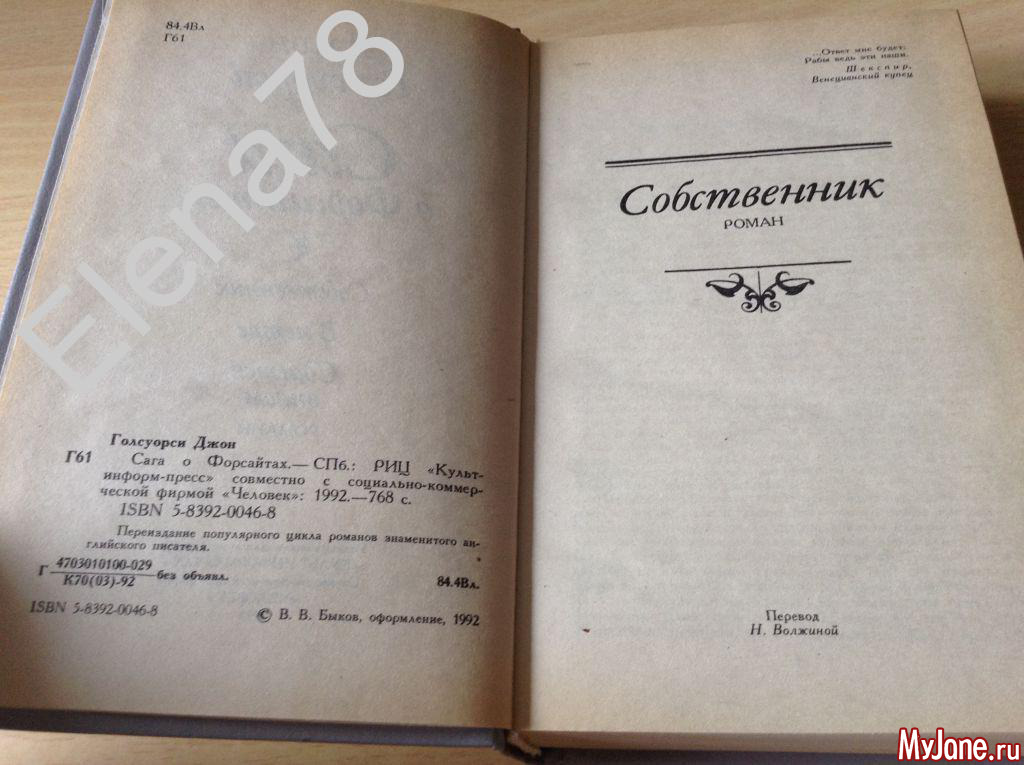 84.4Вл
Г61
Elena78
Голсуорси Джон
Г61 Сага о Форсайтах.— СПб.: РИЦ «Культ-
информ-пресс» совместно с социально-коммер-
ческой фирмой «Человек»: 1992.—768 с.
ISBN 5-8392-0046-8
Переиздание популярного цикла романов знаменитого ан-
глийского писателя.
Г 4703010100-029
К70(03)-92 без объявл. 84.4Вл.
ISBN 5-8392-0046-8
© В. В. Быков, оформление, 1992
...Ответ мне будет:
Рабы ведь эти наши.
Шекспир,
Венецианский купец
Собственник
РОМАН
Перевод
Н. Волжиной
MyJane.ru